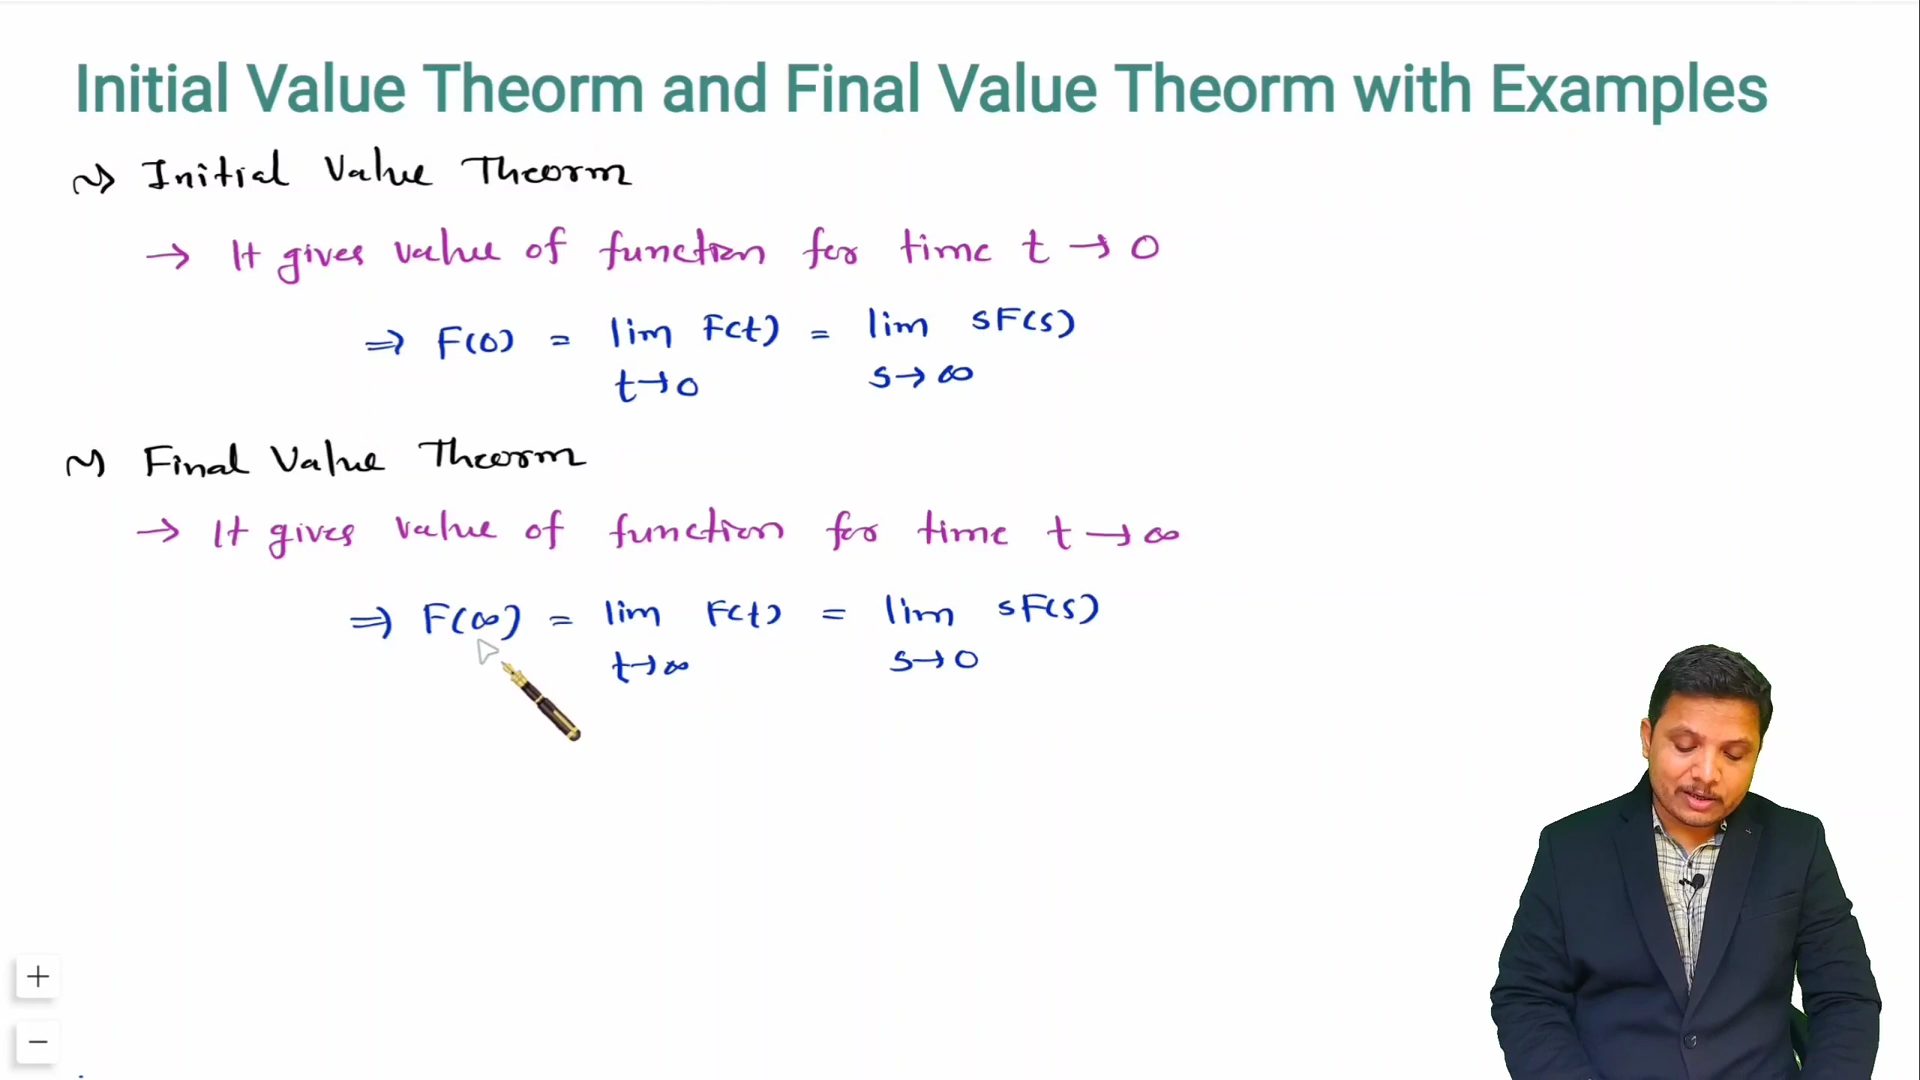 Initial Value Theorm and Final Value Theorm with Examples
~> Initial Value Theorm
→ It gives value of function for time t → 0
⇒ F(0) = lim F(t) = lim sF(s)
t→0 s→∞
~> Final Value Theorm
→ It gives value of function for time t → ∞
⇒ F(∞) = lim F(t) = lim sF(s)
t→∞ s→0
+
−